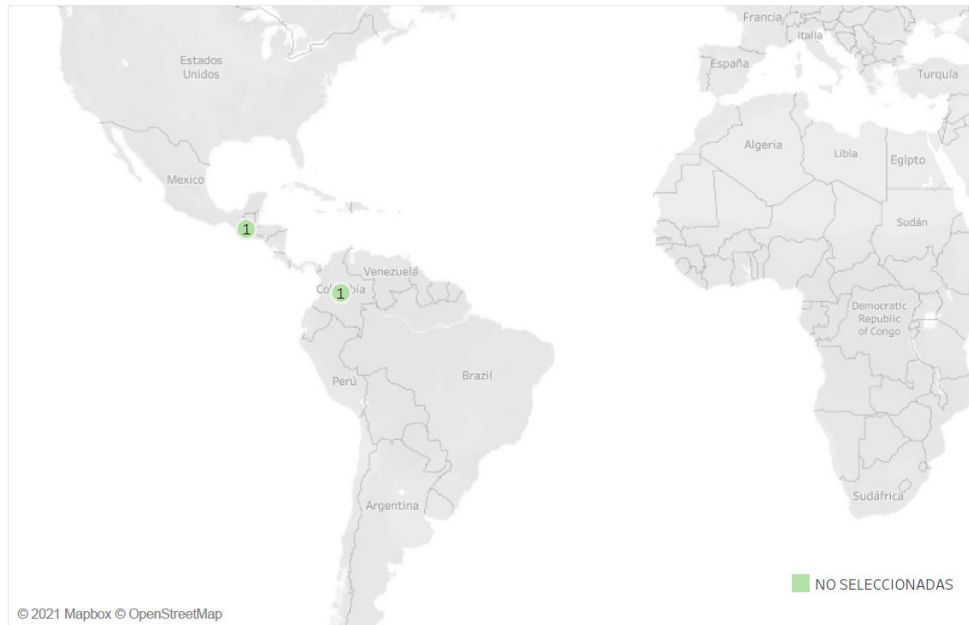 Francia
Italia
España
Turquía
Estados
Unidos
Algeria
Libia
Egipto
Mexico
Sudán
1
Venezuela
Colombia
1
Democratic
Republic
of Congo
Perú
Brazil
Sudáfrica
Argentina
NO SELECCIONADAS
© 2021 Mapbox © OpenStreetMap